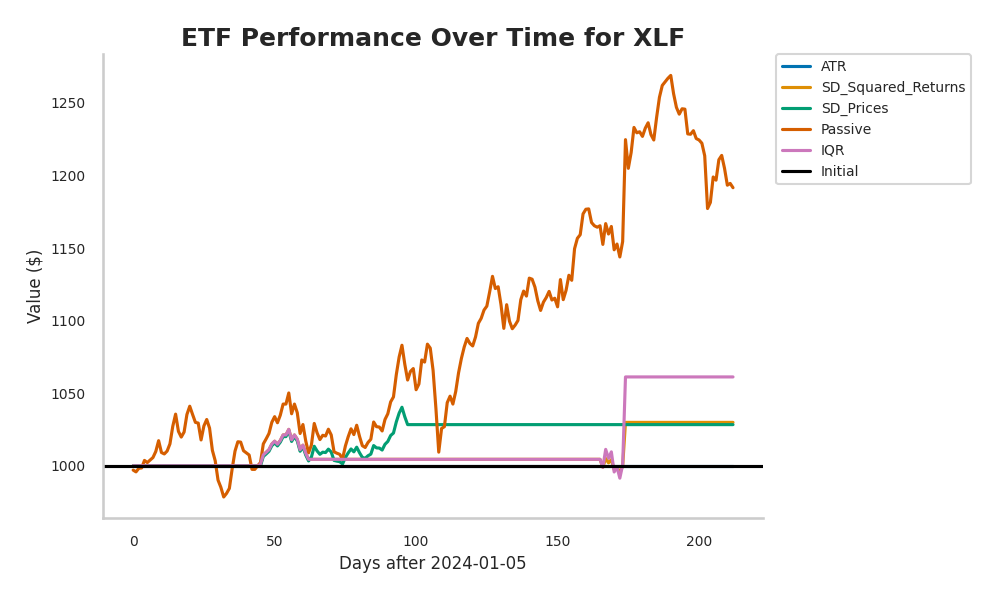 ETF Performance Over Time for XLF
ATR
SD_Squared_Returns
SD_Prices
Passive
IQR
Initial
Value ($)
1250
1200
1150
1100
1050
1000
0 50 100 150 200
Days after 2024-01-05